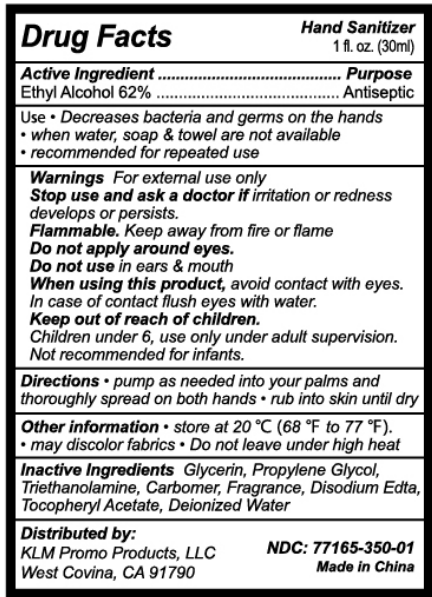 Drug Facts
Hand Sanitizer
1 fl. oz. (30ml)
Active Ingredient .......................................... Purpose
Ethyl Alcohol 62% .......................................... Antiseptic
Use • Decreases bacteria and germs on the hands
• when water, soap & towel are not available
• recommended for repeated use
Warnings For external use only
Stop use and ask a doctor if irritation or redness
develops or persists.
Flammable. Keep away from fire or flame
Do not apply around eyes.
Do not use in ears & mouth
When using this product, avoid contact with eyes.
In case of contact flush eyes with water.
Keep out of reach of children.
Children under 6, use only under adult supervision.
Not recommended for infants.
Directions • pump as needed into your palms and
thoroughly spread on both hands • rub into skin until dry
Other information • store at 20 °C (68 °F to 77 °F).
• may discolor fabrics • Do not leave under high heat
Inactive Ingredients Glycerin, Propylene Glycol,
Triethanolamine, Carbomer, Fragrance, Disodium Edta,
Tocopheryl Acetate, Deionized Water
Distributed by:
KLM Promo Products, LLC
West Covina, CA 91790
NDC: 77165-350-01
Made in China